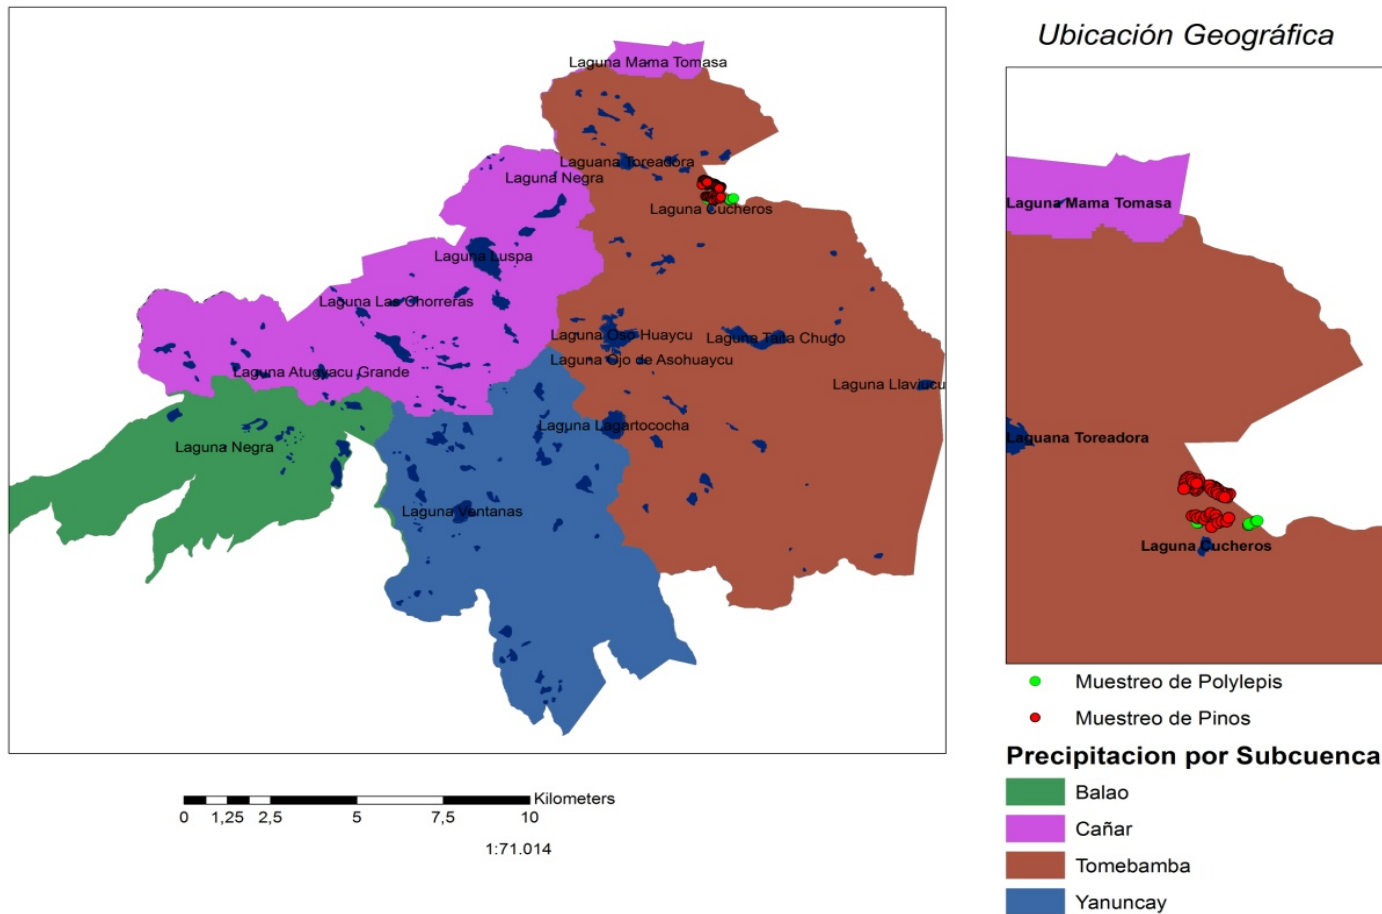 Ubicación Geográfica
Laguna Mama Tomasa
Laguana Toreadora
Laguna Negra
Laguna Cucheros
Laguna Luspa
Laguna Las Chorreras
Laguna Oso Huaycu
Laguna Taita Chugo
Laguna Ojo de Asohuaycu
Laguna Atugyacu Grande
Laguna Llaviucu
Laguna Lagartococha
Laguna Negra
Laguna Ventanas
Kilometers
0 1,25 2,5 5 7,5 10
1:71.014
Laguna Mama Tomasa
Laguana Toreadora
Laguna Cucheros
Muestreo de Polylepis
Muestreo de Pinos
Precipitacion por Subcuenca
Balao
Cañar
Tomebamba
Yanuncay